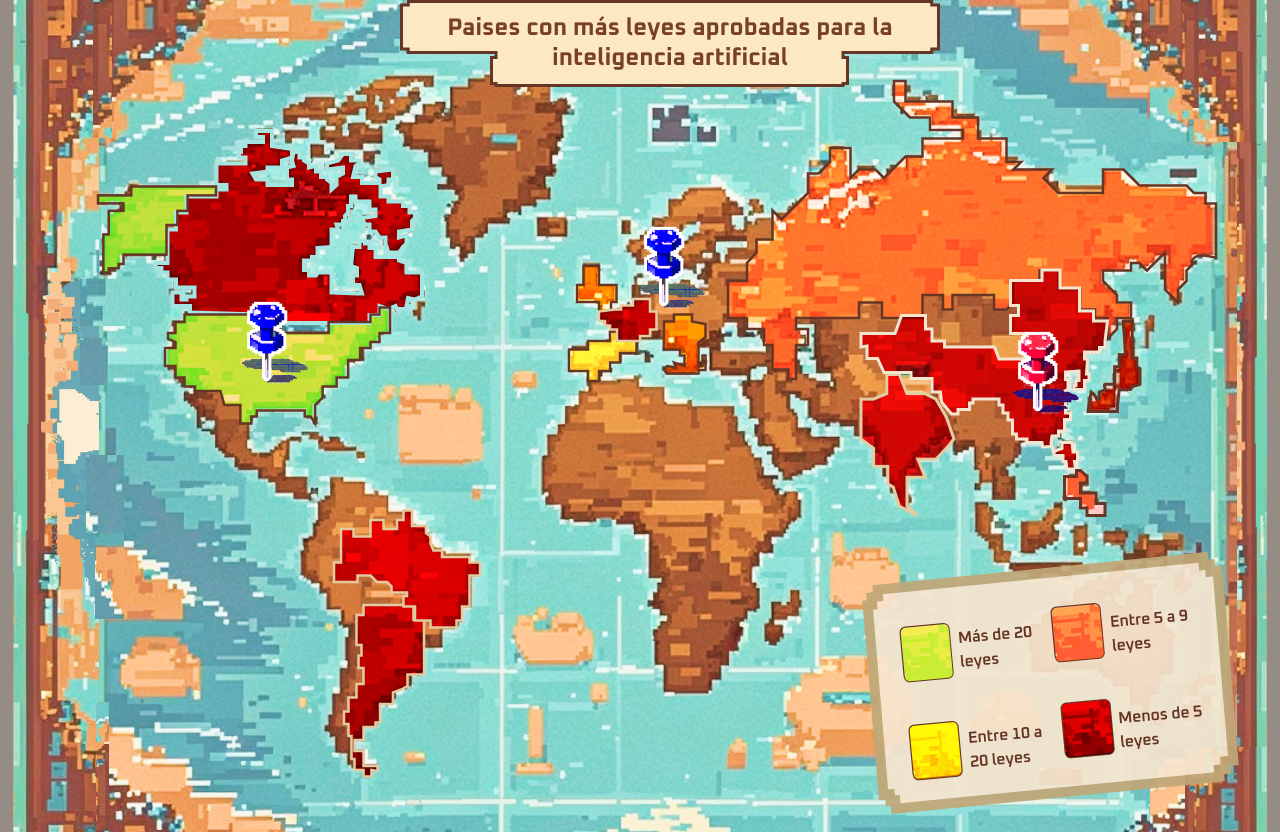 Paises con más leyes aprobadas para la
inteligencia artificial
Más de 20
leyes
Entre 5 a 9
leyes
Entre 10 a
20 leyes
Menos de 5
leyes